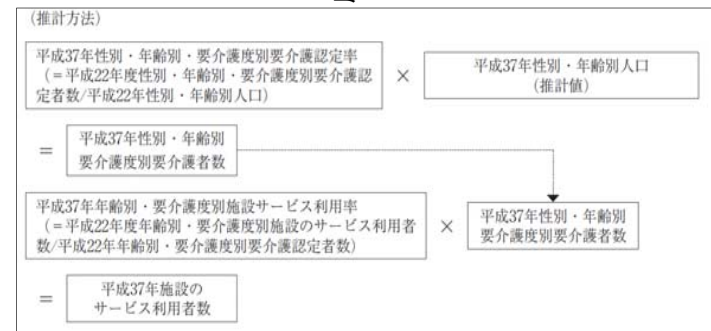 (推計方法)
平成37年性別・年齢別・要介護度別要介護認定率
(=平成22年度性別・年齢別・要介護度別要介護認
定者数/平成22年性別・年齢別人口)
×
平成37年性別・年齢別人口
(推計値)
=
平成37年性別・年齢別
要介護度別要介護者数
平成37年年齢別・要介護度別施設サービス利用率
(=平成22年度年齢別・要介護度別施設のサービス利用者
数/平成22年年齢別・要介護度別要介護認定者数)
×
平成37年性別・年齢別
要介護度別要介護者数
=
平成37年施設の
サービス利用者数